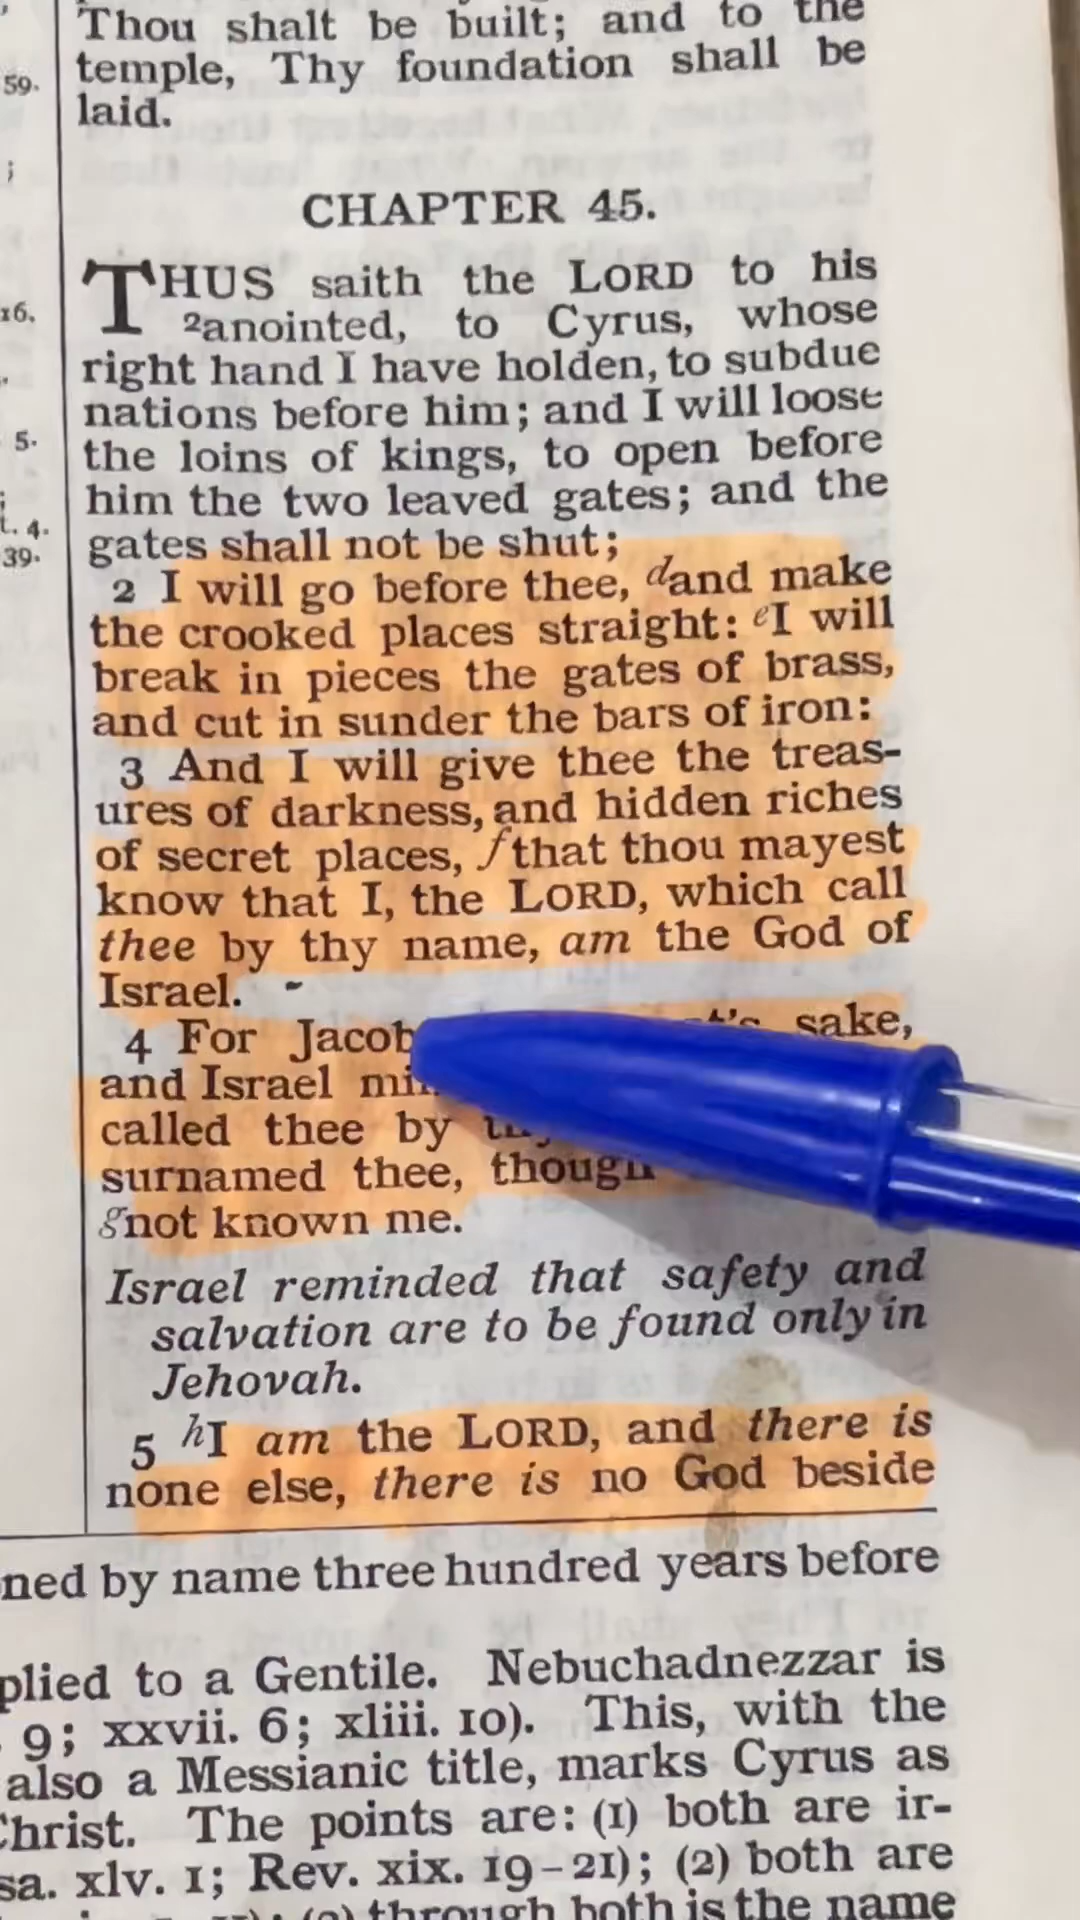 Thou shalt be built; and to the
temple, Thy foundation shall be
laid.
59.
;
16,
5.
t. 4.
39.
CHAPTER 45.
THUS saith the LORD to his
2anointed, to Cyrus, whose
right hand I have holden, to subdue
nations before him; and I will loose
the loins of kings, to open before
him the two leaved gates; and the
gates shall not be shut;
2 I will go before thee, dand make
the crooked places straight: eI will
break in pieces the gates of brass,
and cut in sunder the bars of iron:
3 And I will give thee the treas-
ures of darkness, and hidden riches
of secret places, fthat thou mayest
know that I, the LORD, which call
thee by thy name, am the God of
Israel.
4 For Jacob sake,
and Israel
called thee by
surnamed thee, though
gnot known me.
Israel reminded that safety and
salvation are to be found only in
Jehovah.
5 hI am the LORD, and there is
none else, there is no God beside
ned by name three hundred years before
plied to a Gentile. Nebuchadnezzar is
9; xxvii. 6; xliii. 10). This, with the
also a Messianic title, marks Cyrus as
Christ. The points are: (1) both are ir-
sa. xlv. 1; Rev. xix. 19-21); (2) both are
through both is the name